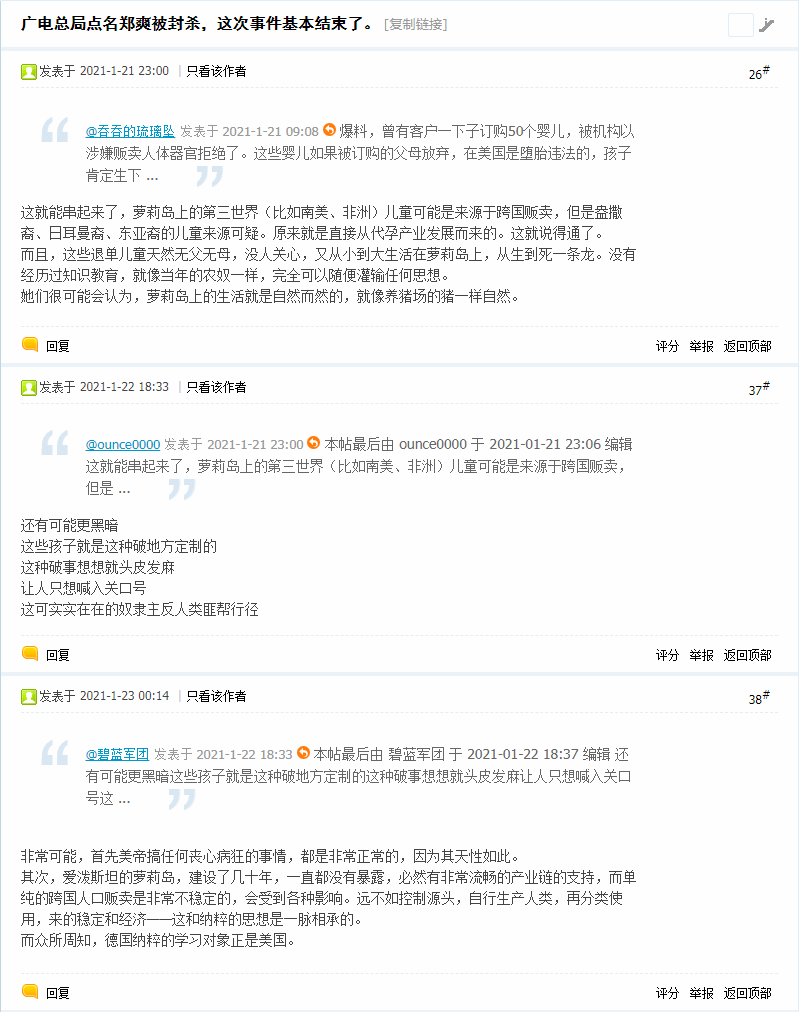 广电总局点名郑爽被封杀，这次事件基本结束了。 [复制链接]
发表于 2021-1-21 23:00 | 只看该作者 26#
@吞吞的琉璃坠 发表于 2021-1-21 09:08 爆料，曾有客户一下子订购50个婴儿，被机构以
涉嫌贩卖人体器官拒绝了。这些婴儿如果被订购的父母放弃，在美国是堕胎违法的，孩子
肯定生下 ...
这就能串起来了，萝莉岛上的第三世界（比如南美、非洲）儿童可能是来源于跨国贩卖，但是盎撒
裔、日耳曼裔、东亚裔的儿童来源可疑。原来就是直接从代孕产业发展而来的。这就说得通了。
而且，这些退单儿童天然无父无母，没人关心，又从小到大生活在萝莉岛上，从生到死一条龙。没有
经历过知识教育，就像当年的农奴一样，完全可以随便灌输任何思想。
她们很可能会认为，萝莉岛上的生活就是自然而然的，就像养猪场的猪一样自然。
回复 评分 举报 返回顶部
发表于 2021-1-22 18:33 | 只看该作者 37#
@ounce0000 发表于 2021-1-21 23:00 本帖最后由 ounce0000 于 2021-01-21 23:06 编辑
这就能串起来了，萝莉岛上的第三世界（比如南美、非洲）儿童可能是来源于跨国贩卖，
但是 ...
还有可能更黑暗
这些孩子就是这种破地方定制的
这种破事想想就头皮发麻
让人只想喊入关口号
这可实实在在的奴隶主反人类匪帮行径
回复 评分 举报 返回顶部
发表于 2021-1-23 00:14 | 只看该作者 38#
@碧蓝军团 发表于 2021-1-22 18:33 本帖最后由 碧蓝军团 于 2021-01-22 18:37 编辑 还
有可能更黑暗这些孩子就是这种破地方定制的这种破事想想就头皮发麻让人只想喊入关口
号这 ...
非常可能，首先美帝搞任何丧心病狂的事情，都是非常正常的，因为其天性如此。
其次，爱泼斯坦的萝莉岛，建设了几十年，一直都没有暴露，必然有非常流畅的产业链的支持，而单
纯的跨国人口贩卖是非常不稳定的，会受到各种影响。远不如控制源头，自行生产人类，再分类使
用，来的稳定和经济——这和纳粹的思想是一脉相承的。
而众所周知，德国纳粹的学习对象正是美国。
回复 评分 举报 返回顶部